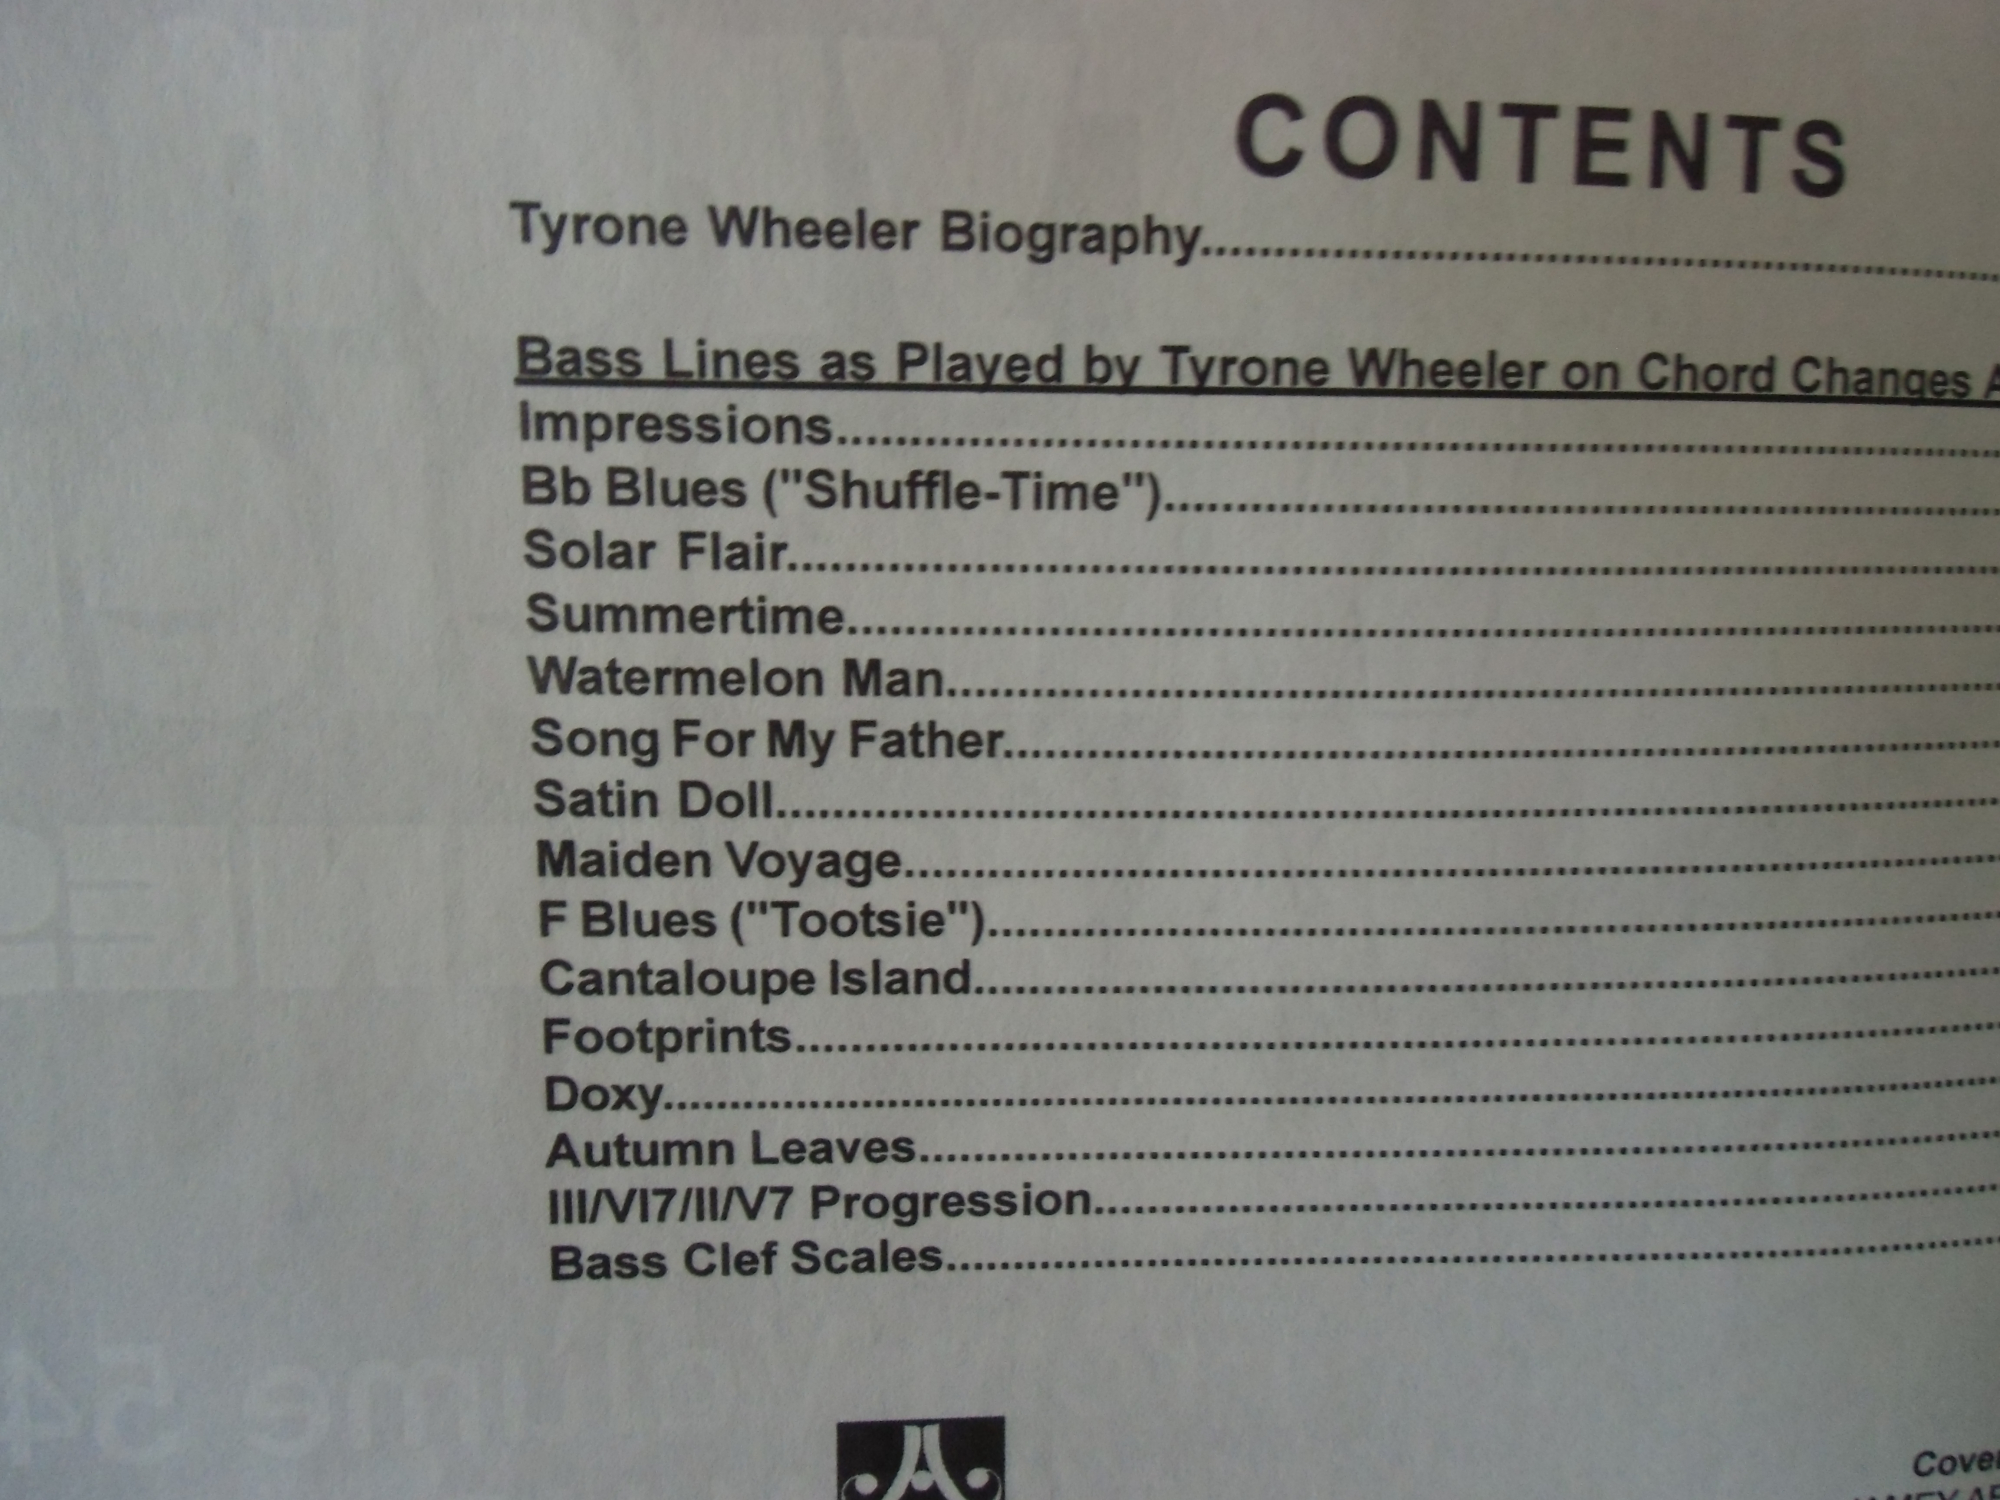 CONTENTS
Tyrone Wheeler Biography
Bass Lines as Played by Tyrone Wheeler on Chord Changes
Impressions
Bb Blues ("Shuffle-Time")
Solar Flair
Summertime
Watermelon Man
Song For My Father
Satin Doll
Maiden Voyage
F Blues ("Tootsie")
Cantaloupe Island
Footprints
Doxy
Autumn Leaves
III/VI7/II/V7 Progression
Bass Clef Scales